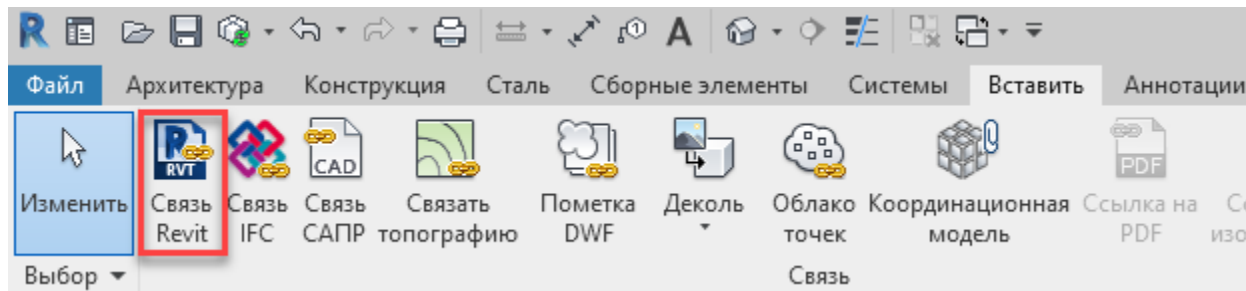 Файл Архитектура Конструкция Сталь Сборные элементы Системы Вставить Аннотации
RVT CAD PDF
Изменить Связь Связь Связь Связать Пометка Деколь Облако Координационная Ссылка на
Revit IFC САПР топографию DWF точек модель PDF
Выбор Связь